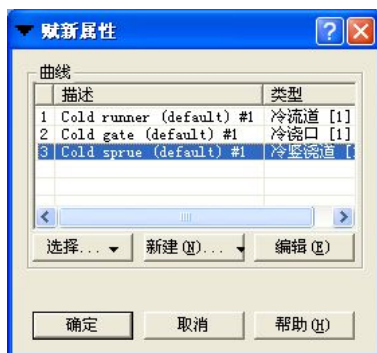 赋新属性
曲线
描述 类型
1 Cold runner (default) #1 冷流道 [1]
2 Cold gate (default) #1 冷浇口 [1]
3 Cold sprue (default) #1 冷竖浇道 [
选择... 新建(N)... 编辑(E)
确定 取消 帮助(H)